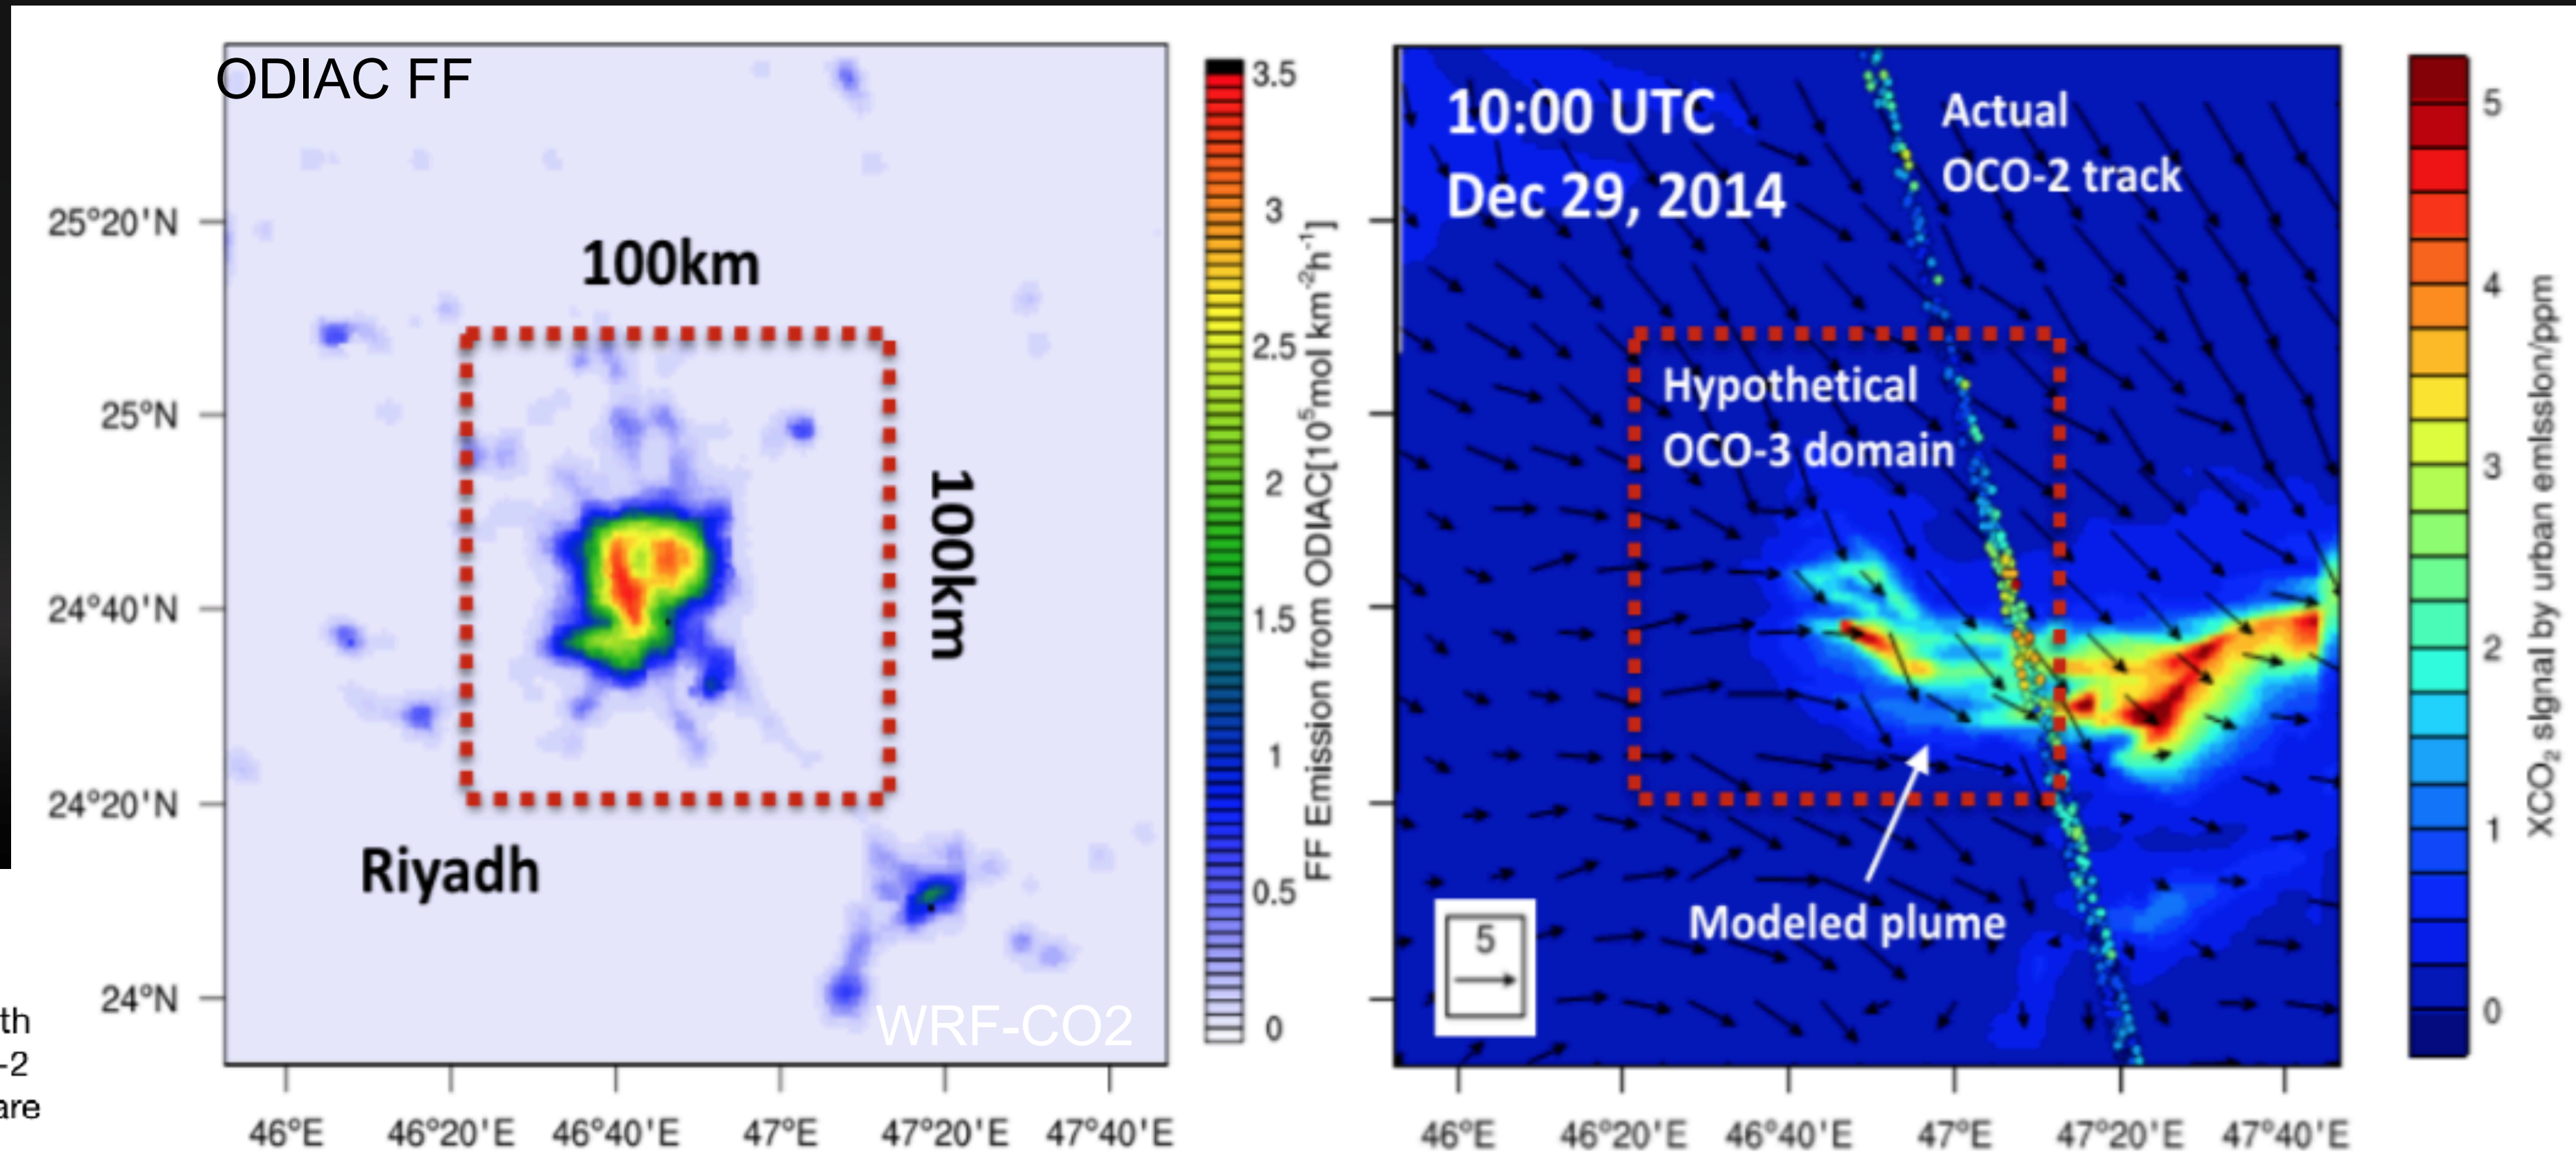 ODIAC FF
100km
100km
Riyadh
WRF-CO2
25°20'N
25°N
24°40'N
24°20'N
24°N
46°E 46°20'E 46°40'E 47°E 47°20'E 47°40'E
3.5
3
2.5
2
1.5
1
0.5
0
FF Emission from ODIAC[10⁵mol km⁻²h⁻¹]
10:00 UTC
Dec 29, 2014
Actual
OCO-2 track
Hypothetical
OCO-3 domain
Modeled plume
5
46°E 46°20'E 46°40'E 47°E 47°20'E 47°40'E
5
4
3
2
1
0
XCO₂ signal by urban emission/ppm
th
-2
are